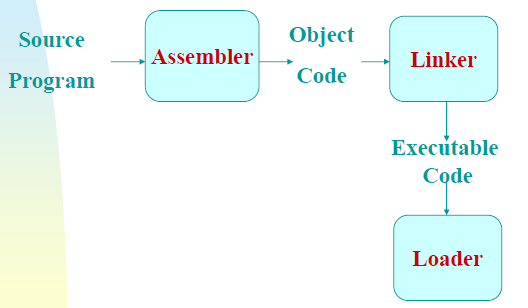 Source
Program
Assembler
Object
Code
Linker
Executable
Code
Loader